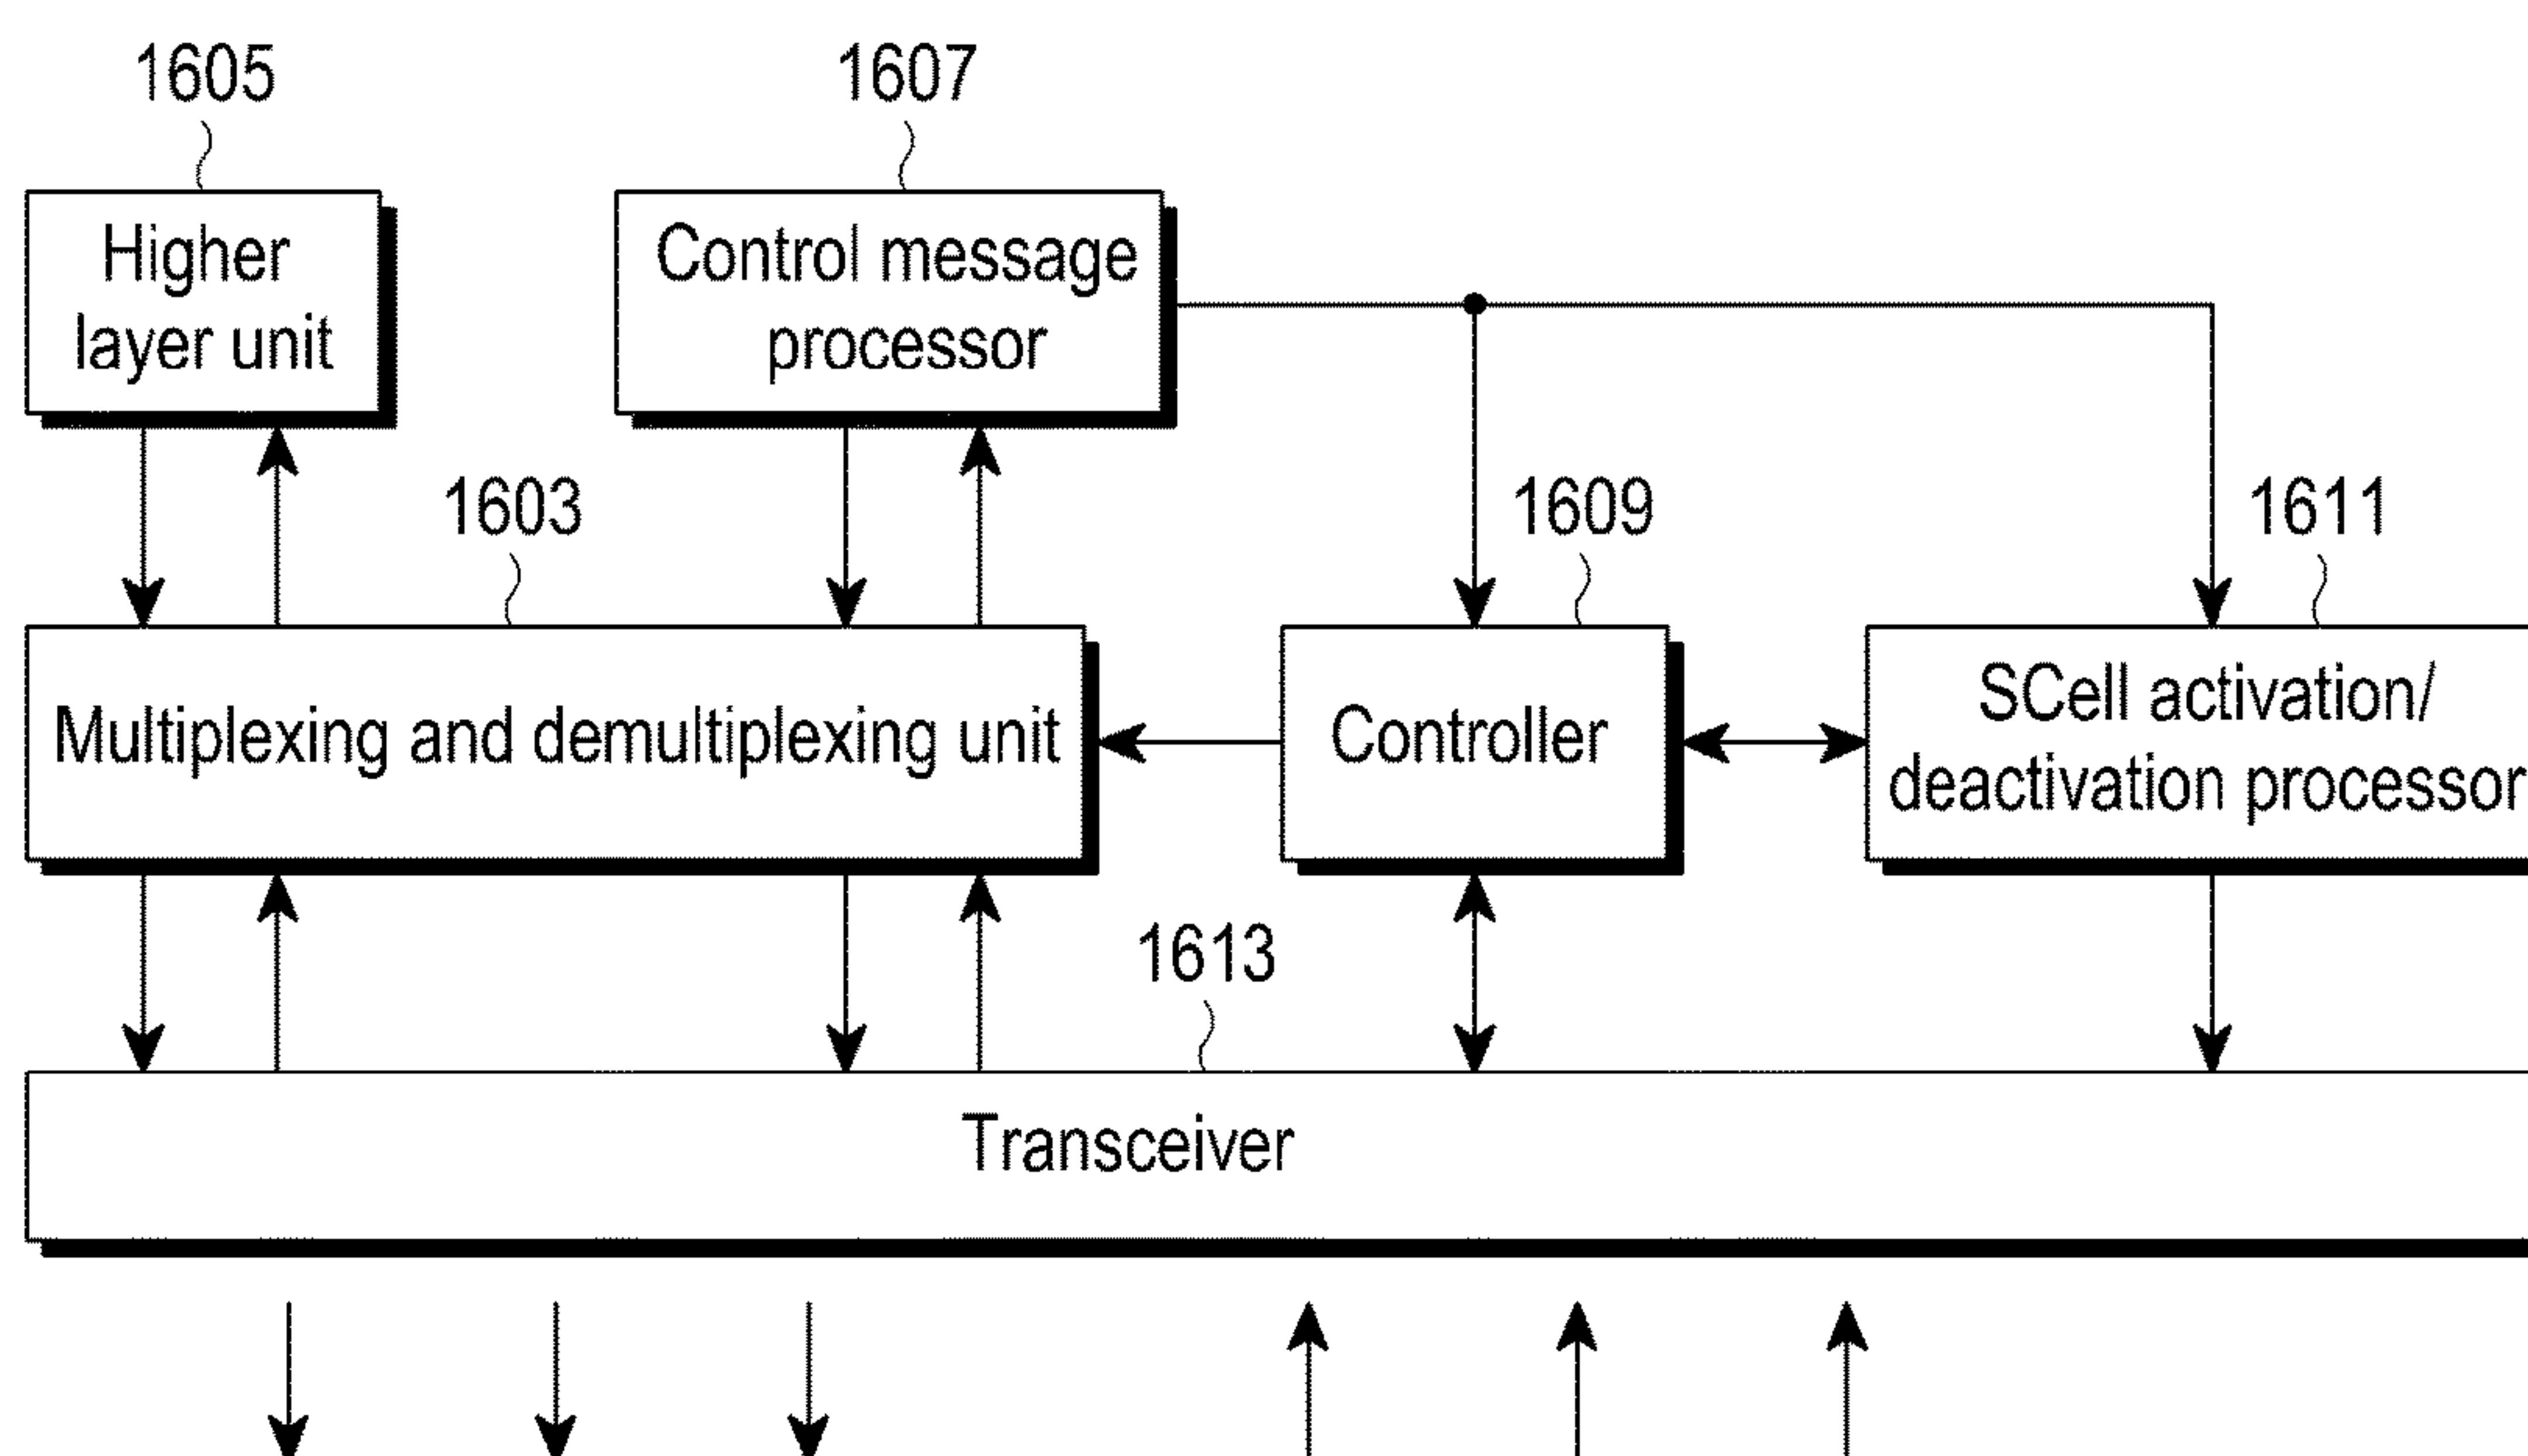 1605
1607
Higher
layer unit
Control message
processor
1603
1609
1611
Multiplexing and demultiplexing unit
Controller
SCell activation/
deactivation processor
1613
Transceiver